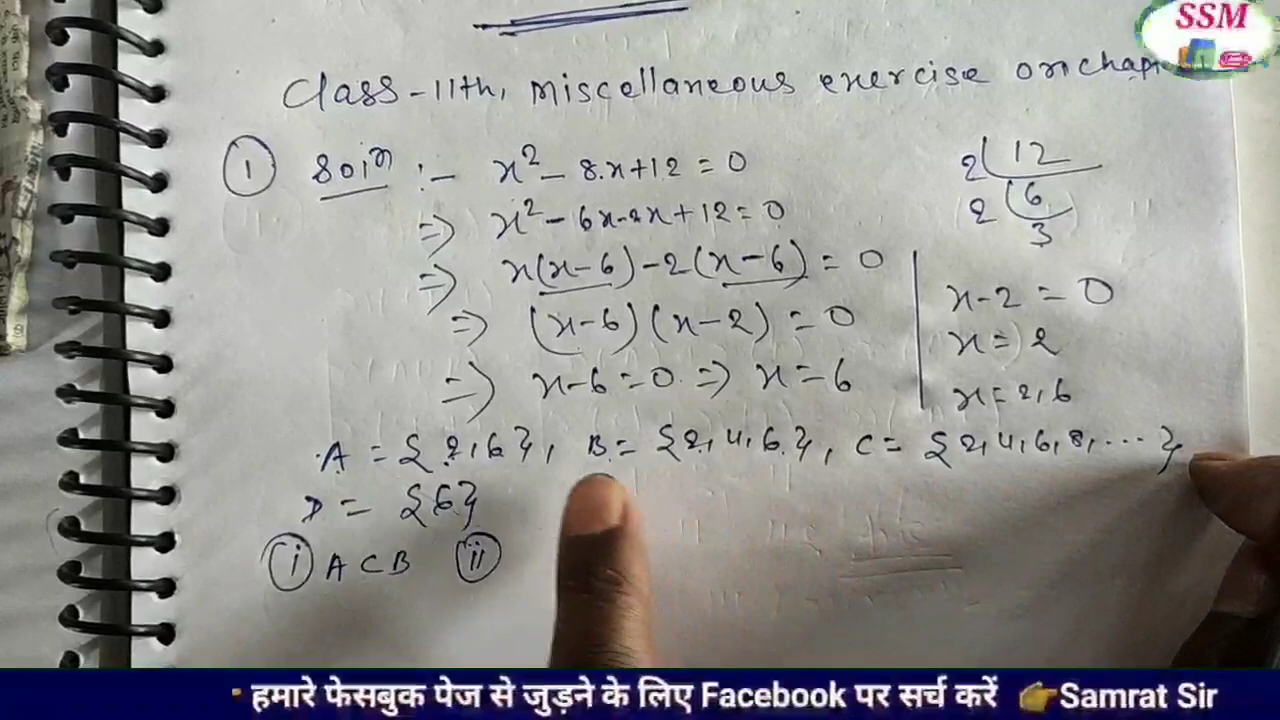 SSM
Class-11th, miscellaneous exercise on chap
① Solⁿ :- x² - 8x+12 = 0
⇒ x² - 6x-2x+12=0
⇒ x(x-6)-2(x-6) = 0
⇒ (x-6)(x-2) = 0
⇒ x-6=0 ⇒ x=6
2 12
2 6
3
x-2=0
x=2
x=2,6
A = {2,6}, B= {2,4,6}, C= {2,4,6,8,...}
D = {6}
(i) A⊂B (ii)
हमारे फेसबुक पेज से जुड़ने के लिए Facebook पर सर्च करें 👉Samrat Sir